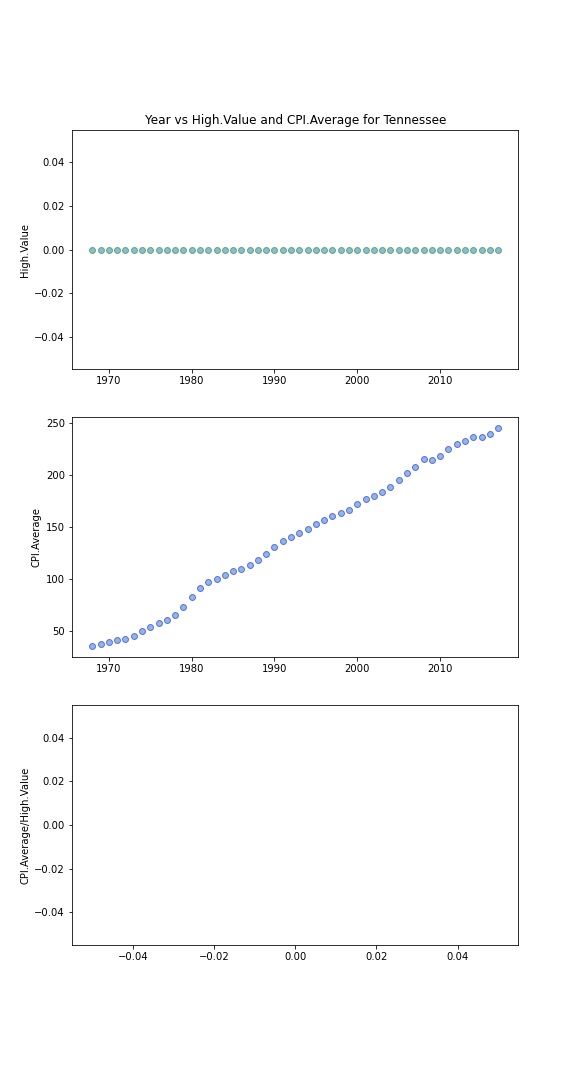 Year vs High.Value and CPI.Average for Tennessee
0.04
0.02
0.00
−0.02
−0.04
High.Value
1970 1980 1990 2000 2010
250
200
150
100
50
CPI.Average
1970 1980 1990 2000 2010
0.04
0.02
0.00
−0.02
−0.04
CPI.Average/High.Value
−0.04 −0.02 0.00 0.02 0.04